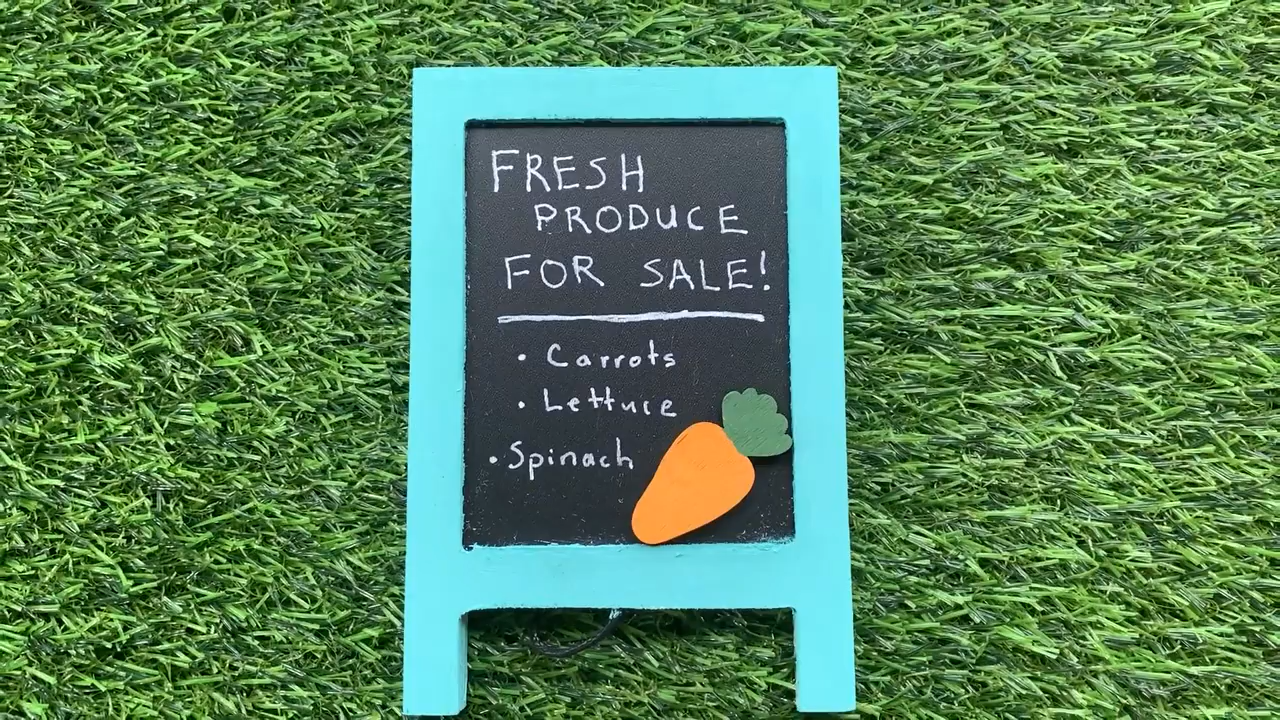 FRESH
PRODUCE
FOR SALE!
• Carrots
• Lettuce
• Spinach